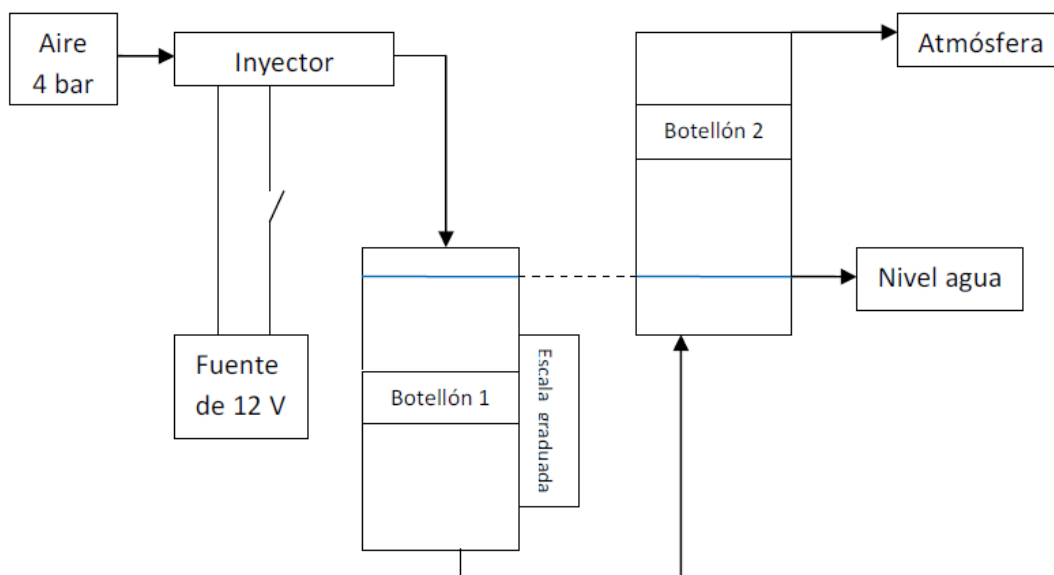 Aire
4 bar
Inyector
Atmósfera
Botellón 2
Nivel agua
Fuente
de 12 V
Botellón 1
Escala graduada